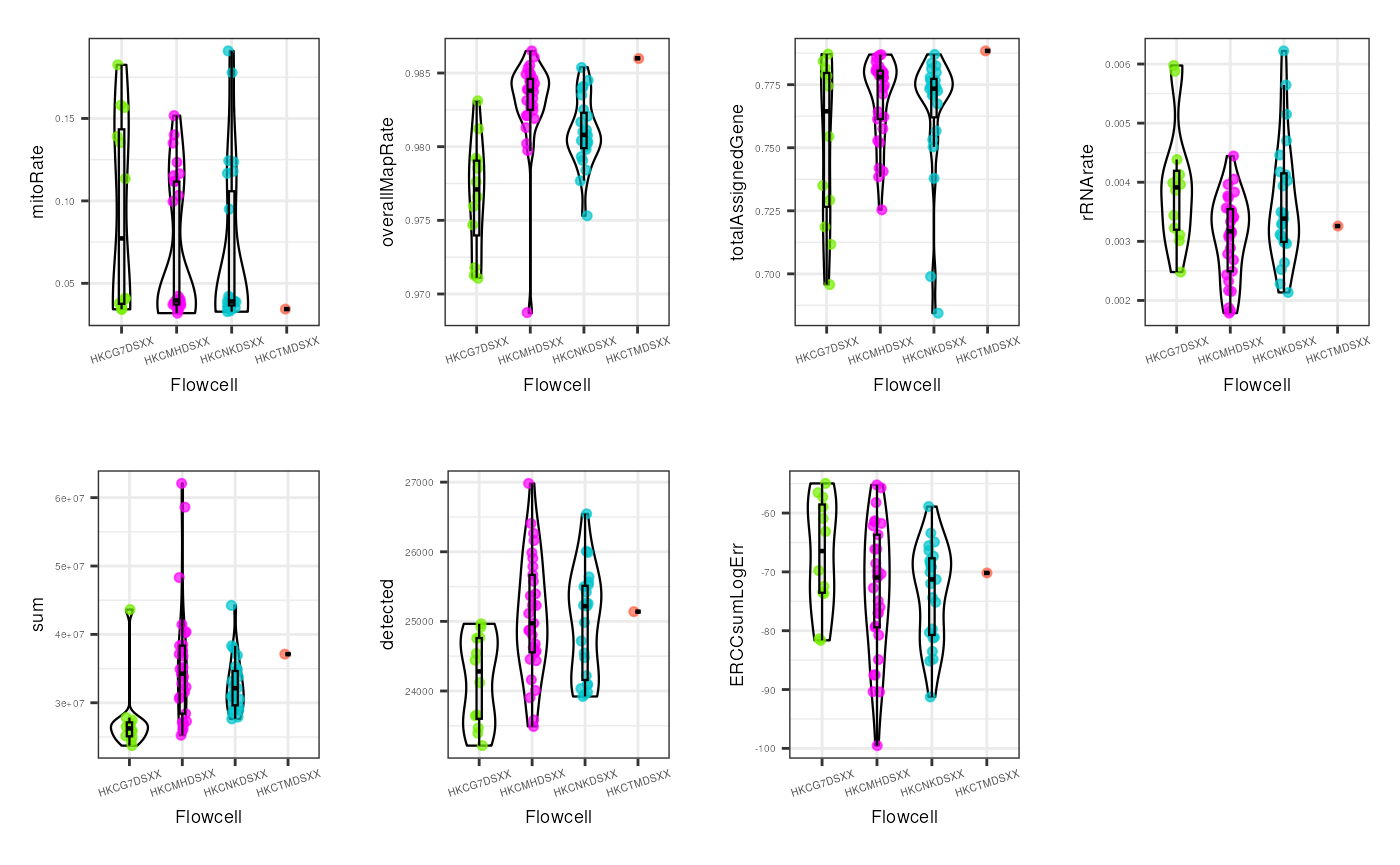 mitoRate
0.15
0.10
0.05
HKCG7DSXX HKCMHDSXX HKCNKDSXX HKCTMDSXX
Flowcell
overallMapRate
0.985
0.980
0.975
0.970
HKCG7DSXX HKCMHDSXX HKCNKDSXX HKCTMDSXX
Flowcell
totalAssignedGene
0.775
0.750
0.725
0.700
HKCG7DSXX HKCMHDSXX HKCNKDSXX HKCTMDSXX
Flowcell
rRNArate
0.006
0.005
0.004
0.003
0.002
HKCG7DSXX HKCMHDSXX HKCNKDSXX HKCTMDSXX
Flowcell
sum
6e+07
5e+07
4e+07
3e+07
HKCG7DSXX HKCMHDSXX HKCNKDSXX HKCTMDSXX
Flowcell
detected
27000
26000
25000
24000
HKCG7DSXX HKCMHDSXX HKCNKDSXX HKCTMDSXX
Flowcell
ERCCsumLogErr
-60
-70
-80
-90
-100
HKCG7DSXX HKCMHDSXX HKCNKDSXX HKCTMDSXX
Flowcell